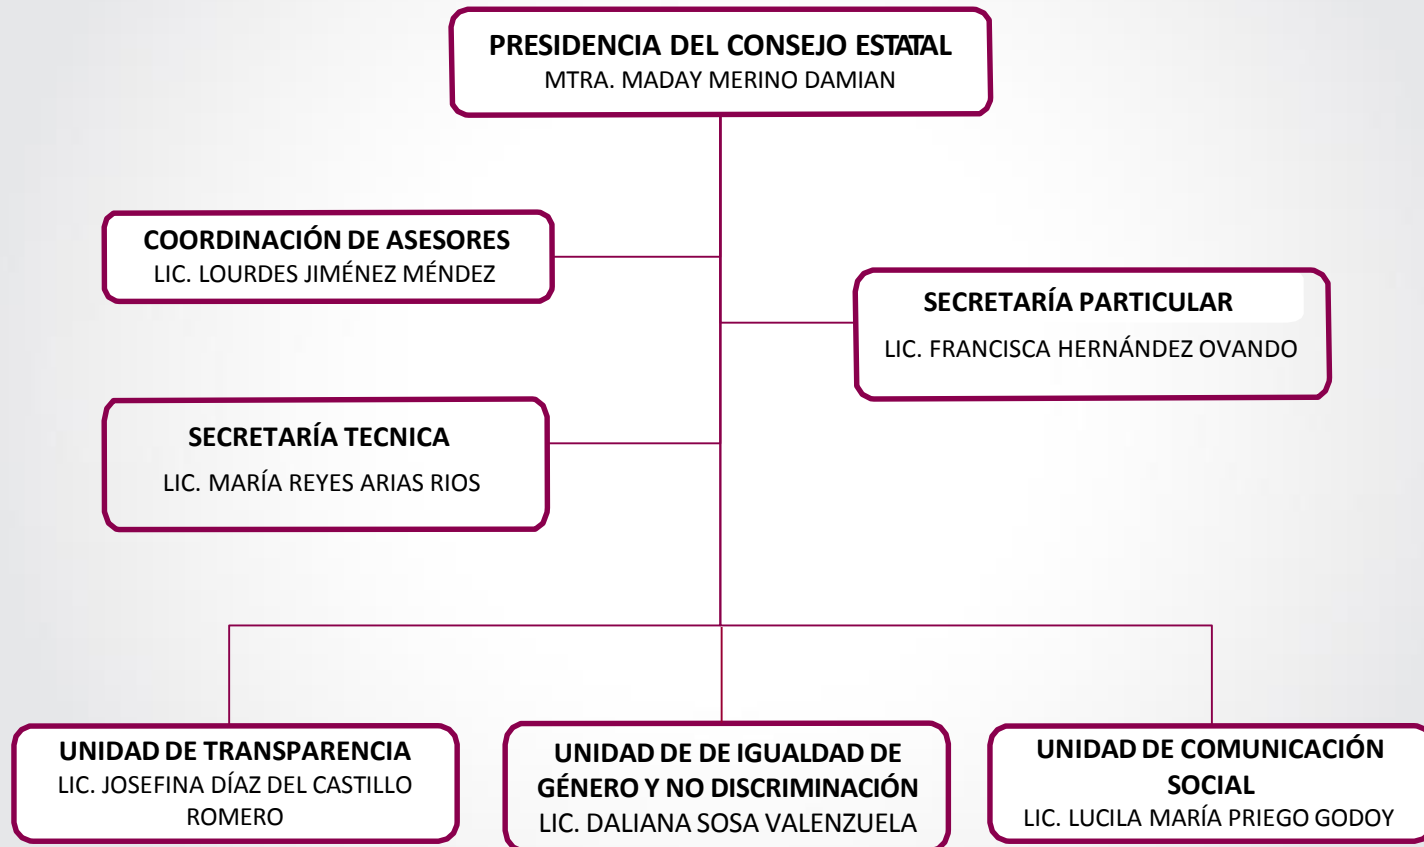 PRESIDENCIA DEL CONSEJO ESTATAL
MTRA. MADAY MERINO DAMIAN
COORDINACIÓN DE ASESORES
LIC. LOURDES JIMÉNEZ MÉNDEZ
SECRETARÍA PARTICULAR
LIC. FRANCISCA HERNÁNDEZ OVANDO
SECRETARÍA TECNICA
LIC. MARÍA REYES ARIAS RIOS
UNIDAD DE TRANSPARENCIA
LIC. JOSEFINA DÍAZ DEL CASTILLO
ROMERO
UNIDAD DE DE IGUALDAD DE
GÉNERO Y NO DISCRIMINACIÓN
LIC. DALIANA SOSA VALENZUELA
UNIDAD DE COMUNICACIÓN
SOCIAL
LIC. LUCILA MARÍA PRIEGO GODOY